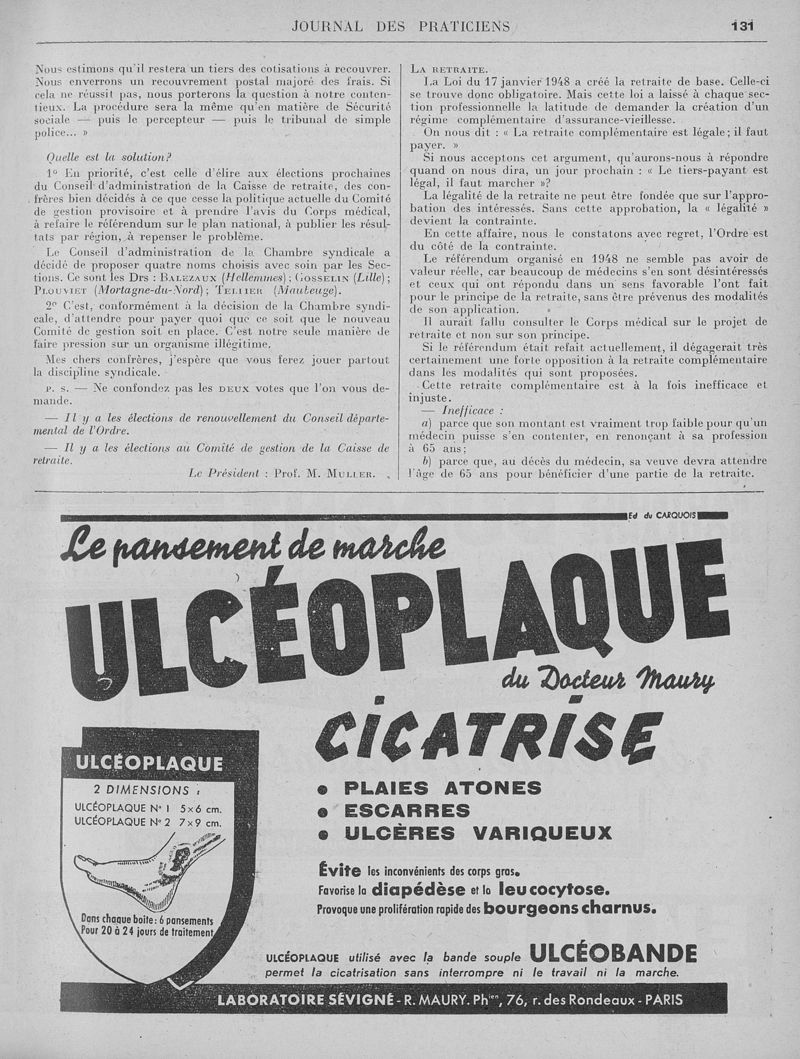 JOURNAL DES PRATICIENS
131
Nous estimons qu'il restera un tiers des cotisations à recouvrer.
Nous enverrons un recouvrement postal majoré des frais. Si
cela ne réussit pas, nous porterons la question à notre conten-
tieux. La procédure sera la même qu'en matière de Sécurité
sociale — puis le percepteur — puis le tribunal de simple
police... »
Quelle est la solution?
1° En priorité, c'est celle d'élire aux élections prochaines
du Conseil d'administration de la Caisse de retraite, des con-
frères bien décidés à ce que cesse la politique actuelle du Comité
de gestion provisoire et à prendre l'avis du Corps médical,
à refaire le référendum sur le plan national, à publier les résul-
tats par région, à repenser le problème.
Le Conseil d'administration de la Chambre syndicale a
décidé de proposer quatre noms choisis avec soin par les Sec-
tions. Ce sont les Drs : BALEZAUX (Hellemmes) ; GOSSELIN (Lille) ;
PLOUVIET (Mortagne-du-Nord) ; TELLIER (Maubeuge).
2° C'est, conformément à la décision de la Chambre syndi-
cale, d'attendre pour payer quoi que ce soit que le nouveau
Comité de gestion soit en place. C'est notre seule manière de
faire pression sur un organisme illégitime.
Mes chers confrères, j'espère que vous ferez jouer partout
la discipline syndicale.
P. S. — Ne confondez pas les DEUX votes que l'on vous de-
mande.
— Il y a les élections de renouvellement du Conseil départe-
mental de l'Ordre.
— Il y a les élections au Comité de gestion de la Caisse de
retraite.
Le Président : Prof. M. MULLER.
LA RETRAITE.
La Loi du 17 janvier 1948 a créé la retraite de base. Celle-ci
se trouve donc obligatoire. Mais cette loi a laissé à chaque sec-
tion professionnelle la latitude de demander la création d'un
régime complémentaire d'assurance-vieillesse.
On nous dit : « La retraite complémentaire est légale ; il faut
payer. »
Si nous acceptons cet argument, qu'aurons-nous à répondre
quand on nous dira, un jour prochain : « Le tiers-payant est
légal, il faut marcher »?
La légalité de la retraite ne peut être fondée que sur l'appro-
bation des intéressés. Sans cette approbation, la « légalité »
devient la contrainte.
En cette affaire, nous le constatons avec regret, l'Ordre est
du côté de la contrainte.
Le référendum organisé en 1948 ne semble pas avoir de
valeur réelle, car beaucoup de médecins s'en sont désintéressés
et ceux qui ont répondu dans un sens favorable l'ont fait
pour le principe de la retraite, sans être prévenus des modalités
de son application.
Il aurait fallu consulter le Corps médical sur le projet de
retraite et non sur son principe.
Si le référendum était refait actuellement, il dégagerait très
certainement une forte opposition à la retraite complémentaire
dans les modalités qui sont proposées.
Cette retraite complémentaire est à la fois inefficace et
injuste.
— Inefficace :
a) parce que son montant est vraiment trop faible pour qu'un
médecin puisse s'en contenter, en renonçant à sa profession
à 65 ans ;
b) parce que, au décès du médecin, sa veuve devra attendre
l'âge de 65 ans pour bénéficier d'une partie de la retraite.
Ed du CARQUOIS
Le pansement de marche
ULCÉOPLAQUE
du Docteur Maury
CICATRISE
• PLAIES ATONES
• ESCARRES
• ULCÈRES VARIQUEUX
ULCÉOPLAQUE
2 DIMENSIONS :
ULCÉOPLAQUE N° 1 5x6 cm.
ULCÉOPLAQUE N° 2 7x9 cm.
Dans chaque boîte : 6 pansements
Pour 20 à 24 jours de traitement
Évite les inconvénients des corps gras.
Favorise la diapédèse et la leucocytose.
Provoque une prolifération rapide des bourgeons charnus.
ULCÉOPLAQUE utilisé avec la bande souple ULCÉOBANDE
permet la cicatrisation sans interrompre ni le travail ni la marche.
LABORATOIRE SÉVIGNÉ - R. MAURY. Phien, 76, r. des Rondeaux - PARIS